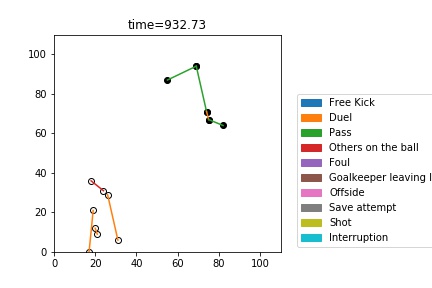 time=932.73
100
80
60
40
20
0
0 20 40 60 80 100
Free Kick
Duel
Pass
Others on the ball
Foul
Goalkeeper leaving l
Offside
Save attempt
Shot
Interruption